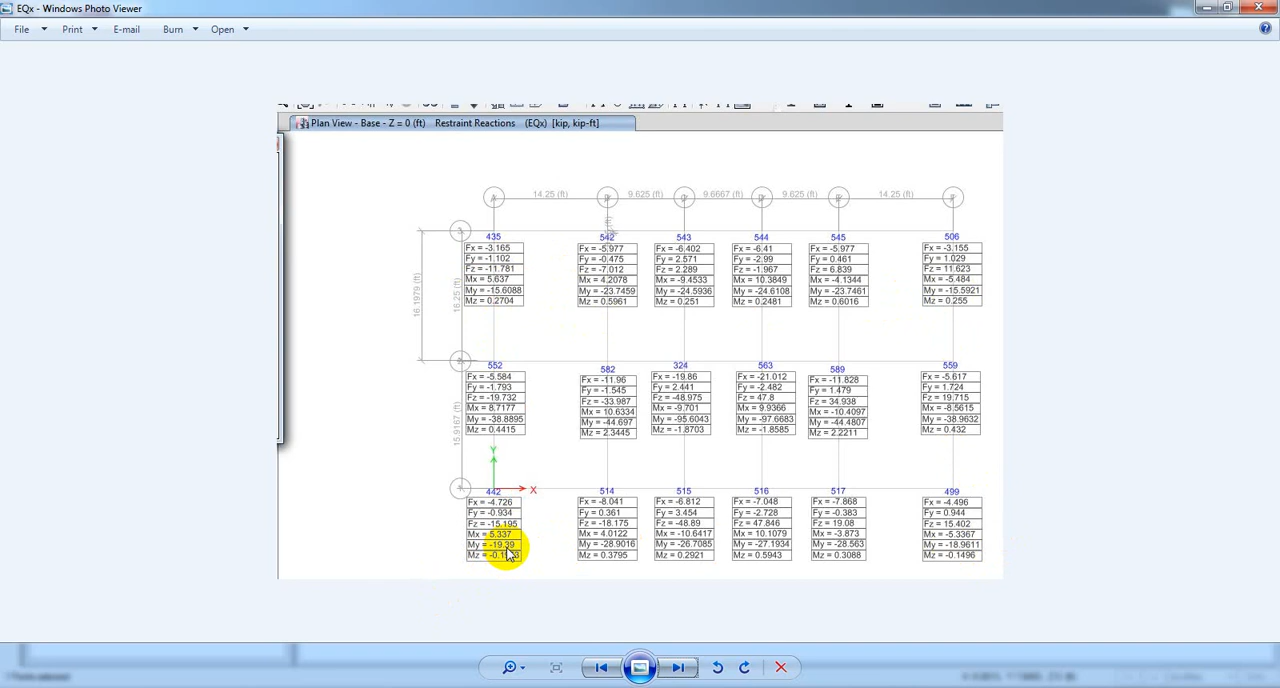 EQx - Windows Photo Viewer
File Print E-mail Burn Open
Plan View - Base - Z = 0 (ft) Restraint Reactions (EQx) [kip, kip-ft]
14.25 (ft) 9.625 (ft) 9.6667 (ft) 9.625 (ft) 14.25 (ft)
435 542 543 544 545 506
Fx = -3.165 Fx = -5.977 Fx = -6.402 Fx = -6.41 Fx = -5.977 Fx = -3.155
Fy = -1.102 Fy = -0.475 Fy = 2.571 Fy = -2.99 Fy = 0.461 Fy = 1.029
Fz = -11.781 Fz = -7.012 Fz = 2.289 Fz = -1.967 Fz = 6.839 Fz = 11.623
Mx = 5.637 Mx = 4.2078 Mx = -9.4533 Mx = 10.3849 Mx = -4.1344 Mx = -5.484
My = -15.6088 My = -23.7459 My = -24.5936 My = -24.6108 My = -23.7461 My = -15.5921
Mz = 0.2704 Mz = 0.5961 Mz = 0.251 Mz = 0.2481 Mz = 0.6016 Mz = 0.255
16.1979 (ft) 16.25 (ft)
552 582 324 563 589 559
Fx = -5.584 Fx = -11.96 Fx = -19.86 Fx = -21.012 Fx = -11.828 Fx = -5.617
Fy = -1.793 Fy = -1.545 Fy = 2.441 Fy = -2.482 Fy = 1.479 Fy = 1.724
Fz = -19.732 Fz = -33.987 Fz = -48.975 Fz = 47.8 Fz = 34.938 Fz = 19.715
Mx = 8.7177 Mx = 10.6334 Mx = -9.701 Mx = 9.9366 Mx = -10.4097 Mx = -8.5615
My = -38.8895 My = -44.697 My = -95.6043 My = -97.6683 My = -44.4807 My = -38.9632
Mz = 0.4415 Mz = 2.3445 Mz = -1.8703 Mz = -1.8585 Mz = 2.2211 Mz = 0.432
15.9167 (ft)
Y
X
442 514 515 516 517 499
Fx = -4.726 Fx = -8.041 Fx = -6.812 Fx = -7.048 Fx = -7.868 Fx = -4.496
Fy = -0.934 Fy = 0.361 Fy = 3.454 Fy = -2.728 Fy = -0.383 Fy = 0.944
Fz = -15.195 Fz = -18.175 Fz = -48.89 Fz = 47.846 Fz = 19.08 Fz = 15.402
Mx = 5.337 Mx = 4.0122 Mx = -10.6417 Mx = 10.1079 Mx = -3.873 Mx = -5.3367
My = -19.39 My = -28.9016 My = -26.7085 My = -27.1934 My = -28.563 My = -18.9611
Mz = Mz = 0.3795 Mz = 0.2921 Mz = 0.5943 Mz = 0.3088 Mz = -0.1496